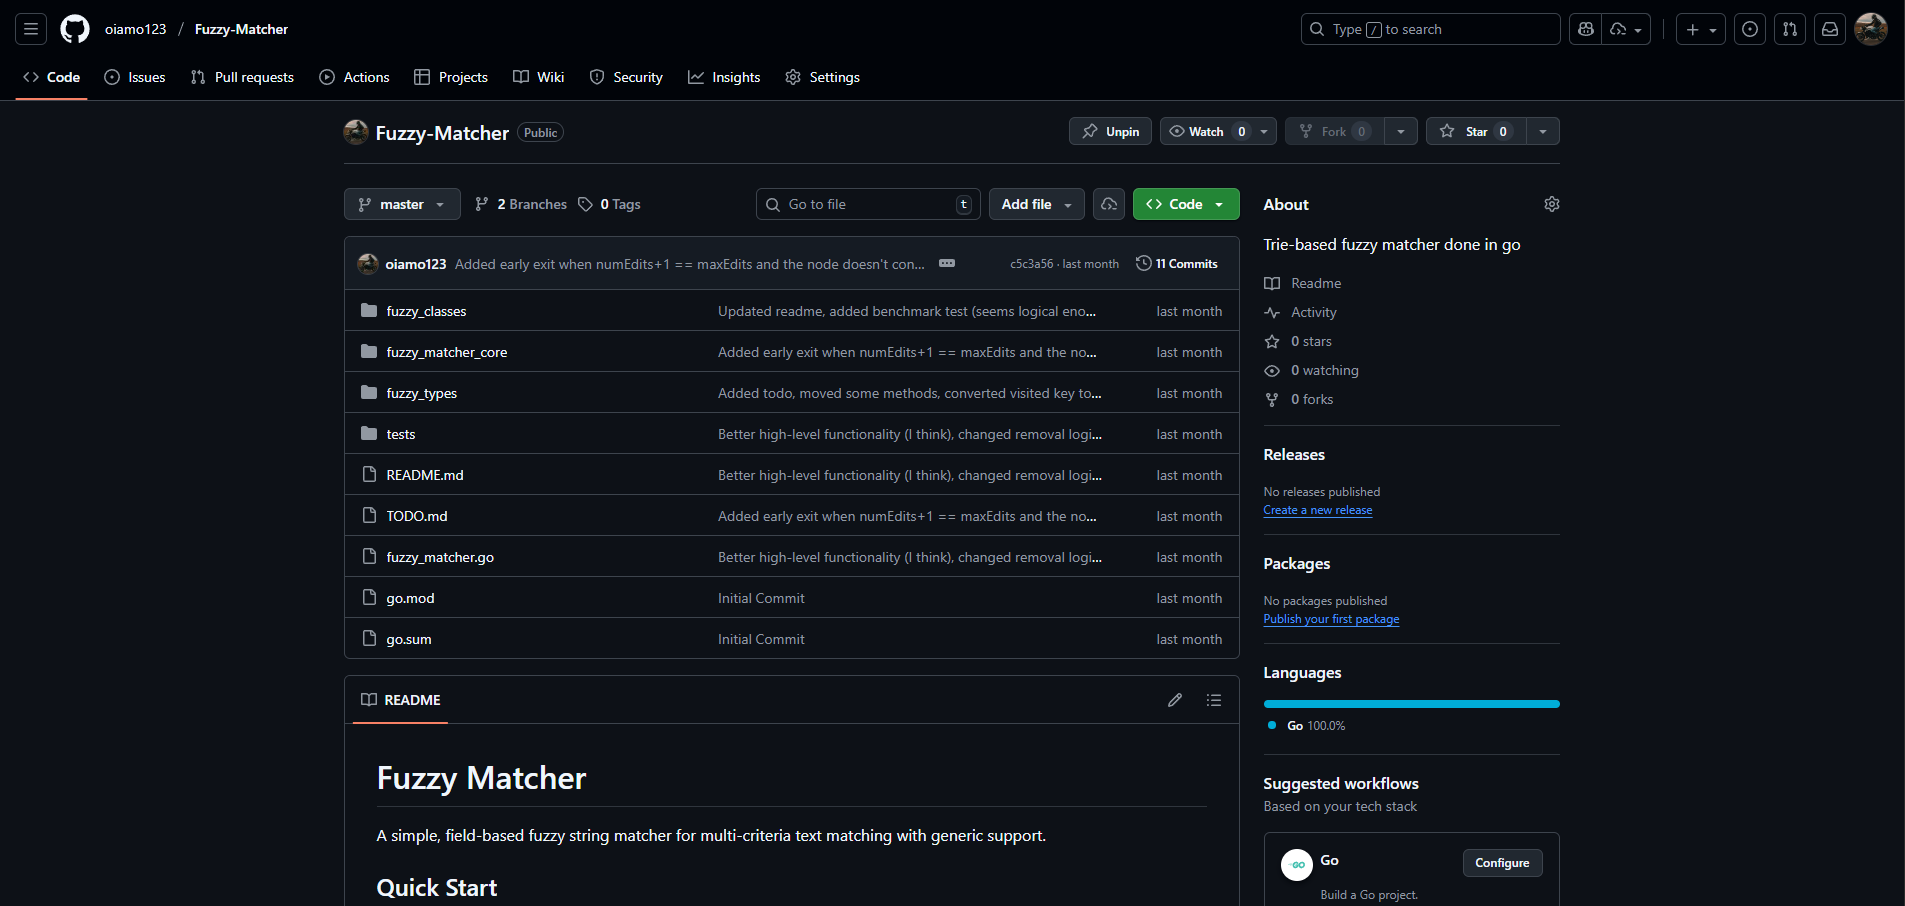 oiamo123 / Fuzzy-Matcher
Type / to search
Code
Issues
Pull requests
Actions
Projects
Wiki
Security
Insights
Settings
Fuzzy-Matcher Public
Unpin
Watch 0
Fork 0
Star 0
master
2 Branches
0 Tags
Go to file t
Add file
Code
oiamo123 Added early exit when numEdits+1 == maxEdits and the node doesn't con... c5c3a56 · last month 11 Commits
fuzzy_classes Updated readme, added benchmark test (seems logical eno... last month
fuzzy_matcher_core Added early exit when numEdits+1 == maxEdits and the no... last month
fuzzy_types Added todo, moved some methods, converted visited key to... last month
tests Better high-level functionality (I think), changed removal logi... last month
README.md Better high-level functionality (I think), changed removal logi... last month
TODO.md Added early exit when numEdits+1 == maxEdits and the no... last month
fuzzy_matcher.go Better high-level functionality (I think), changed removal logi... last month
go.mod Initial Commit last month
go.sum Initial Commit last month
README
Fuzzy Matcher
A simple, field-based fuzzy string matcher for multi-criteria text matching with generic support.
Quick Start
About
Trie-based fuzzy matcher done in go
Readme
Activity
0 stars
0 watching
0 forks
Releases
No releases published
Create a new release
Packages
No packages published
Publish your first package
Languages
Go 100.0%
Suggested workflows
Based on your tech stack
GO
Go
Configure
Build a Go project.